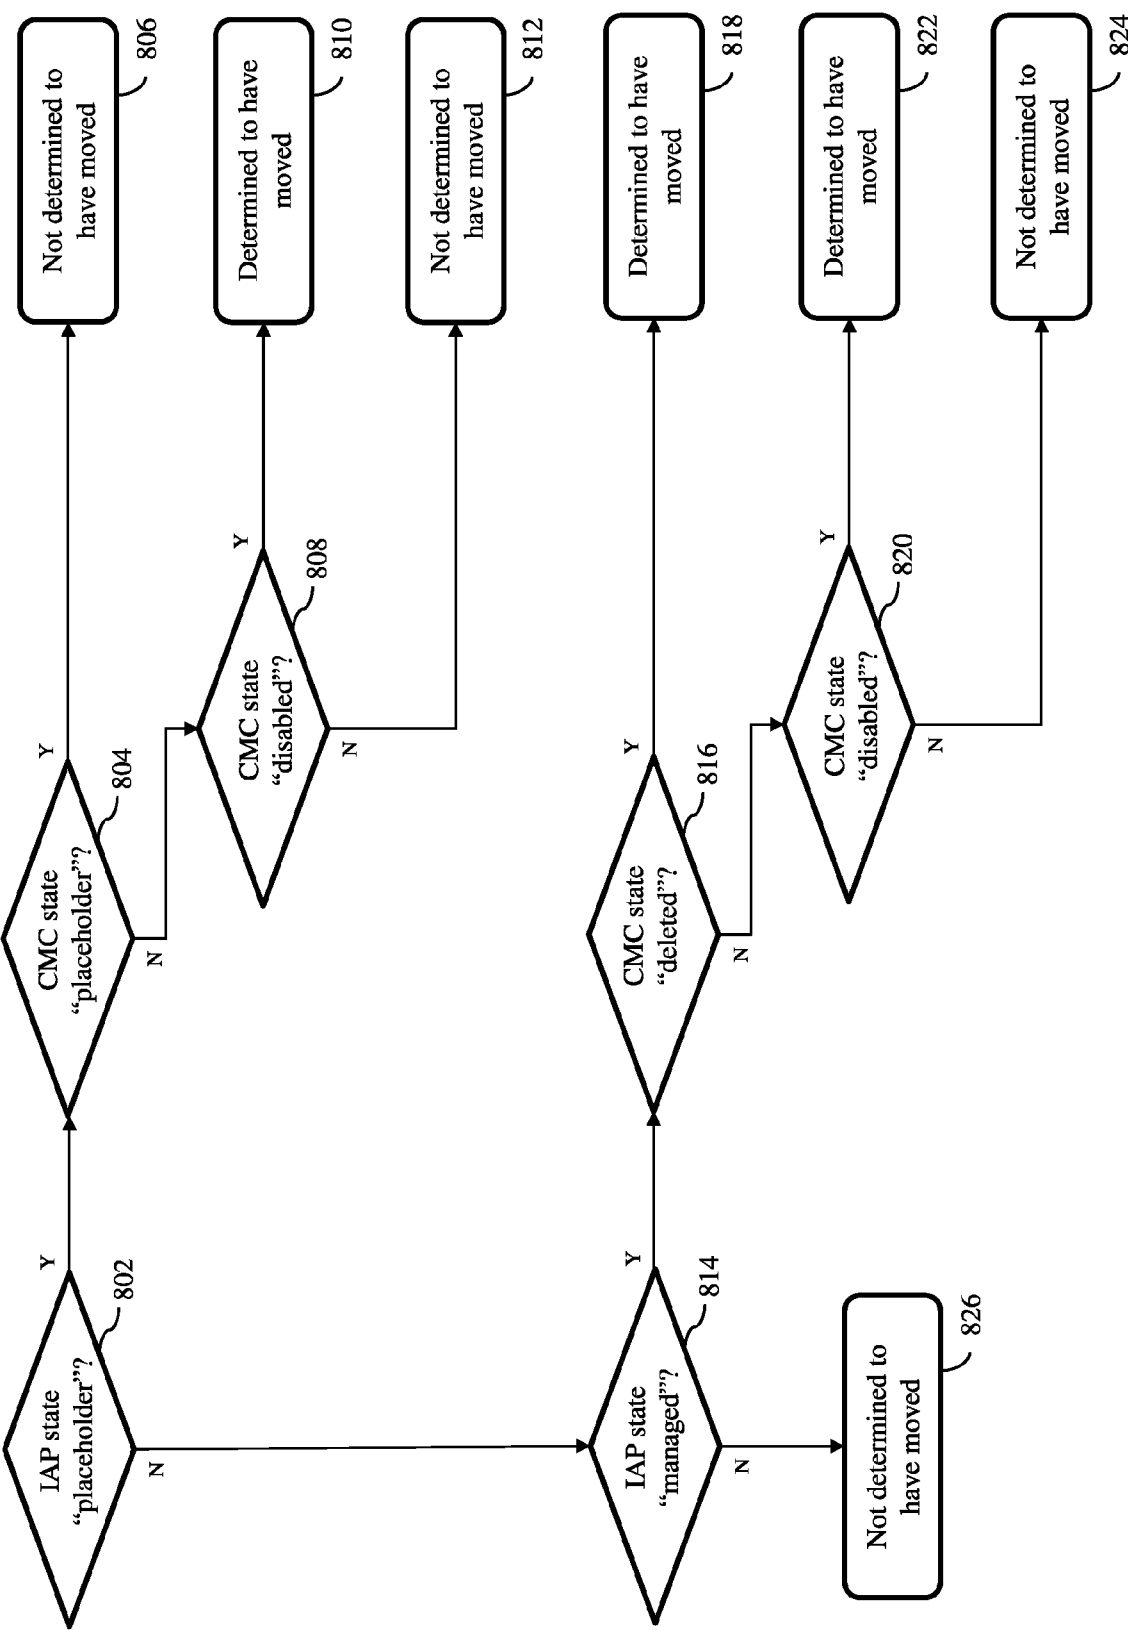 IAP state
“placeholder”?
802
Y
N
CMC state
“placeholder”?
804
Y
N
Not determined to
have moved
806
CMC state
“disabled”?
808
Y
N
Determined to have
moved
810
Not determined to
have moved
812
IAP state
“managed”?
814
Y
N
CMC state
“deleted”?
816
Y
N
Determined to have
moved
818
CMC state
“disabled”?
820
Y
N
Determined to have
moved
822
Not determined to
have moved
824
Not determined to
have moved
826